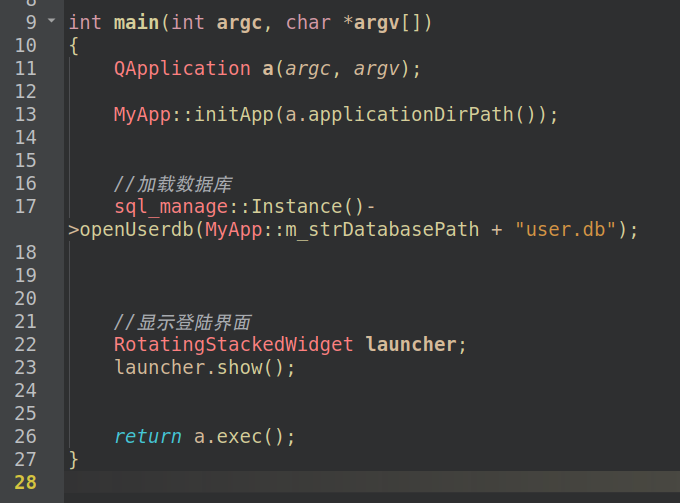 8
9 int main(int argc, char *argv[])
10 {
11 QApplication a(argc, argv);
12
13 MyApp::initApp(a.applicationDirPath());
14
15
16 //加载数据库
17 sql_manage::Instance()-
>openUserdb(MyApp::m_strDatabasePath + "user.db");
18
19
20
21 //显示登陆界面
22 RotatingStackedWidget launcher;
23 launcher.show();
24
25
26 return a.exec();
27 }
28